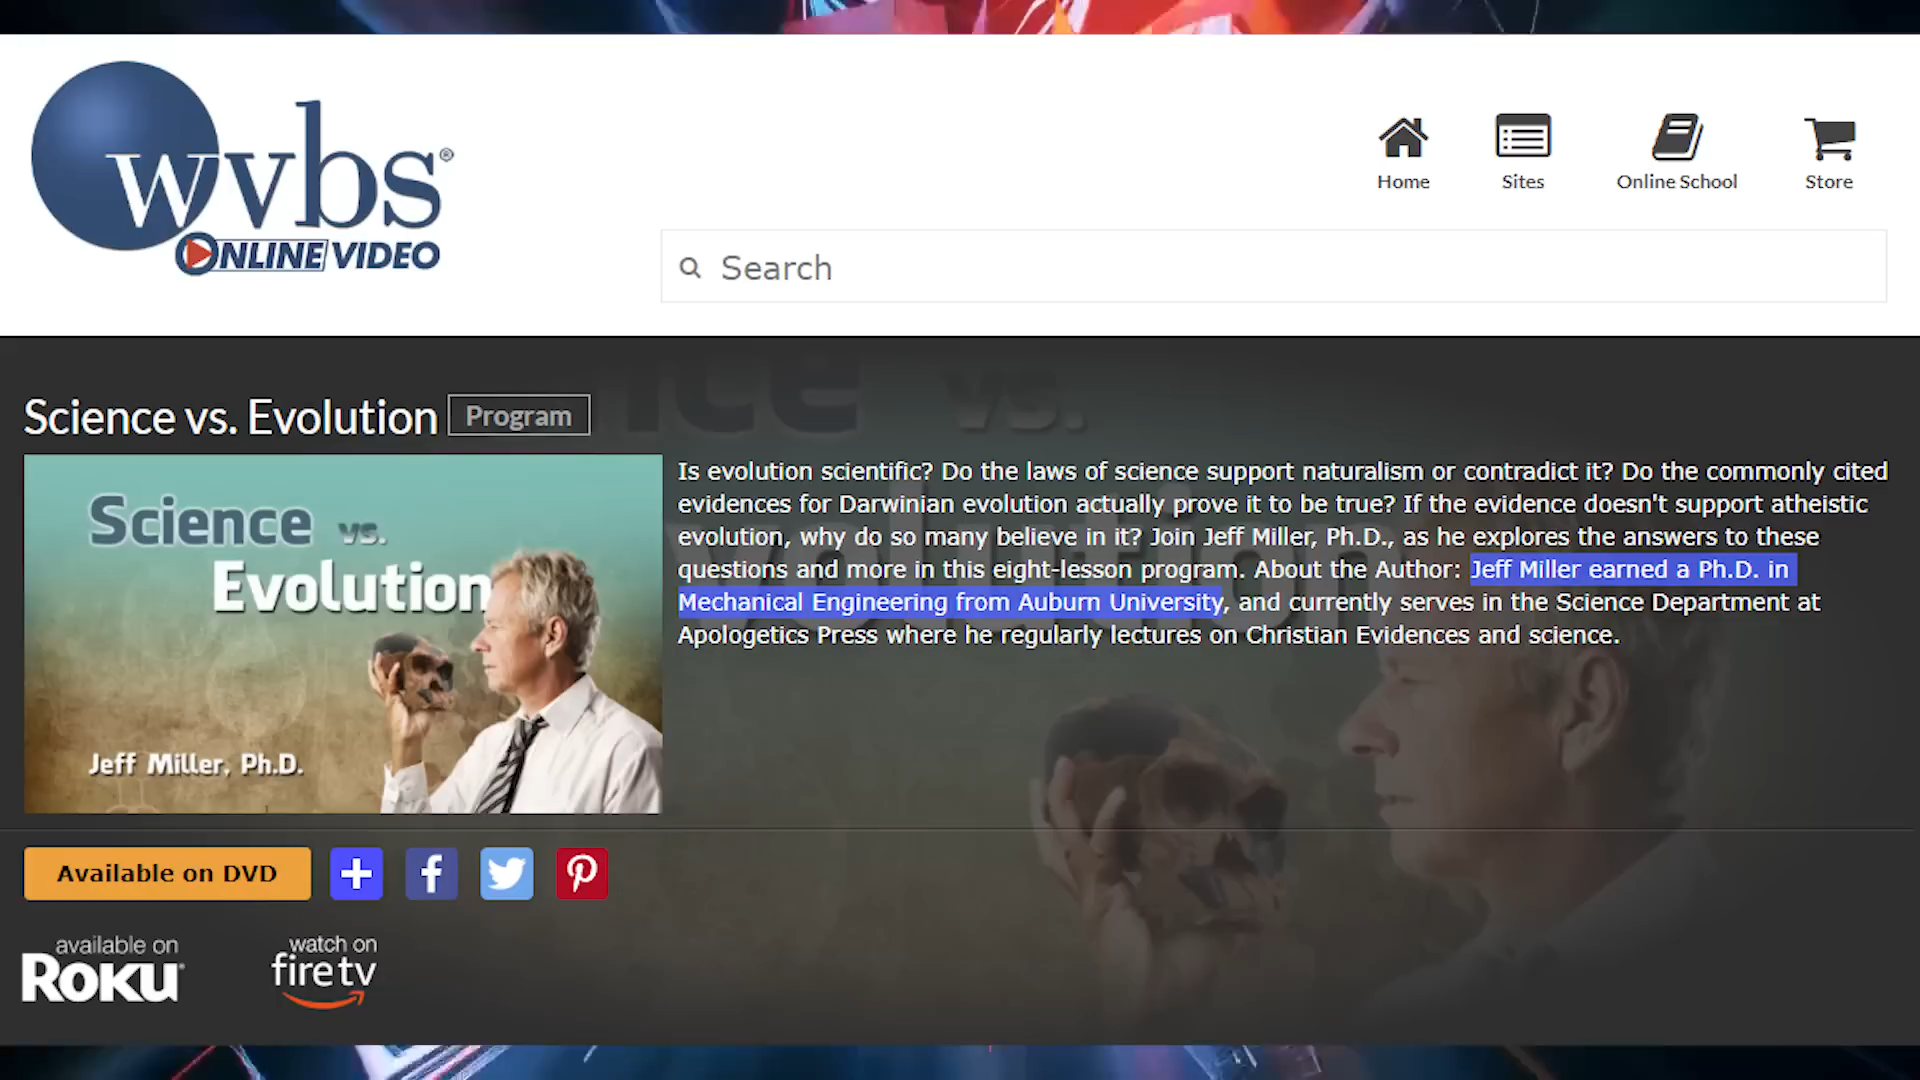 wvbs®
ONLINE VIDEO
Home
Sites
Online School
Store
Search
Science vs. Evolution
Program
Science vs.
Evolution
Jeff Miller, Ph.D.
Is evolution scientific? Do the laws of science support naturalism or contradict it? Do the commonly cited
evidences for Darwinian evolution actually prove it to be true? If the evidence doesn't support atheistic
evolution, why do so many believe in it? Join Jeff Miller, Ph.D., as he explores the answers to these
questions and more in this eight-lesson program. About the Author: Jeff Miller earned a Ph.D. in
Mechanical Engineering from Auburn University, and currently serves in the Science Department at
Apologetics Press where he regularly lectures on Christian Evidences and science.
Available on DVD
available on
ROKU
watch on
fire tv